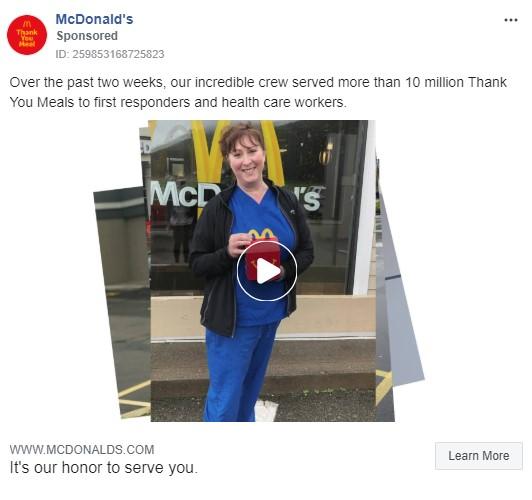 McDonald's
Sponsored
ID: 259853168725823
Thank
You
Meal
Over the past two weeks, our incredible crew served more than 10 million Thank
You Meals to first responders and health care workers.
McD 's
WWW.MCDONALDS.COM
It's our honor to serve you.
Learn More